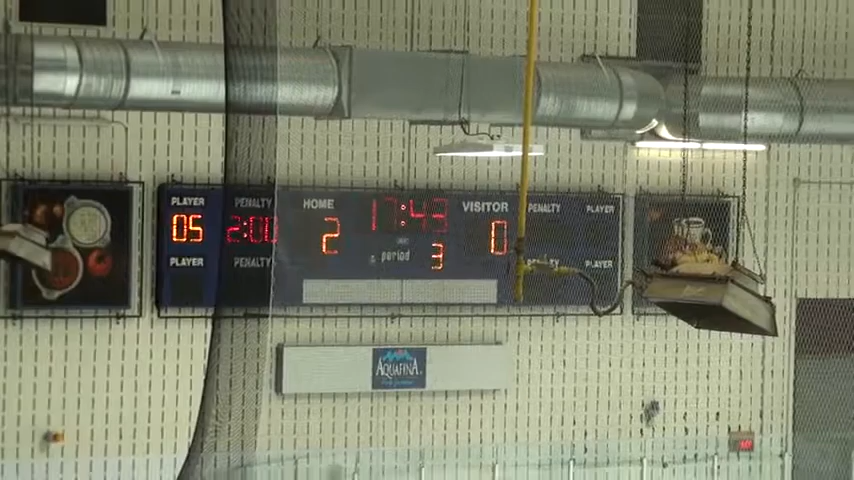 PLAYER PENALTY HOME 17:43 VISITOR PENALTY PLAYER
05 2:00 2 0
period 3
PLAYER PENALTY PENALTY PLAYER
AQUAFINA